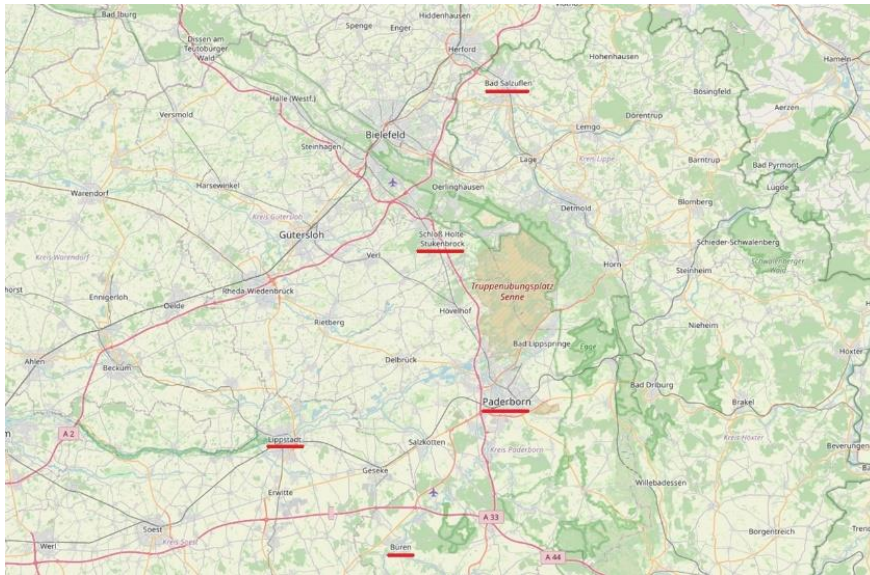 Bad Iburg
Hiddenhausen
Spenge
Enger
Dissen am
Teutoburger
Wald
Herford
Hohenhausen
Hameln
Bad Salzuflen
Bösingfeld
Halle (Westf.)
Aerzen
Versmold
Dörentrup
Bielefeld
Lemgo
Steinhagen
Lage
Kreis Lippe
Barntrup
Bad Pyrmont
Harsewinkel
Oerlinghausen
Lügde
Warendorf
Detmold
Blomberg
Kreis Gütersloh
Gütersloh
Schloß Holte-
Stukenbrock
Schieder-Schwalenberg
Kreis Warendorf
Verl
Horn
Schwalenberger
Wald
Steinheim
Rheda-Wiedenbrück
Truppenübungsplatz
Senne
Ennigerloh
Oelde
Hövelhof
Rietberg
Nieheim
Bad Lippspringe
Egge
Höxter
Ahlen
Beckum
Delbrück
Bad Driburg
Paderborn
Brakel
A 2
Lippstadt
Salzkotten
Kreis Paderborn
Kreis Höxter
Beverungen
Geseke
Erwitte
Willebadessen
A 33
Soest
Kreis Soest
Borgentreich
Werl
Büren
A 44